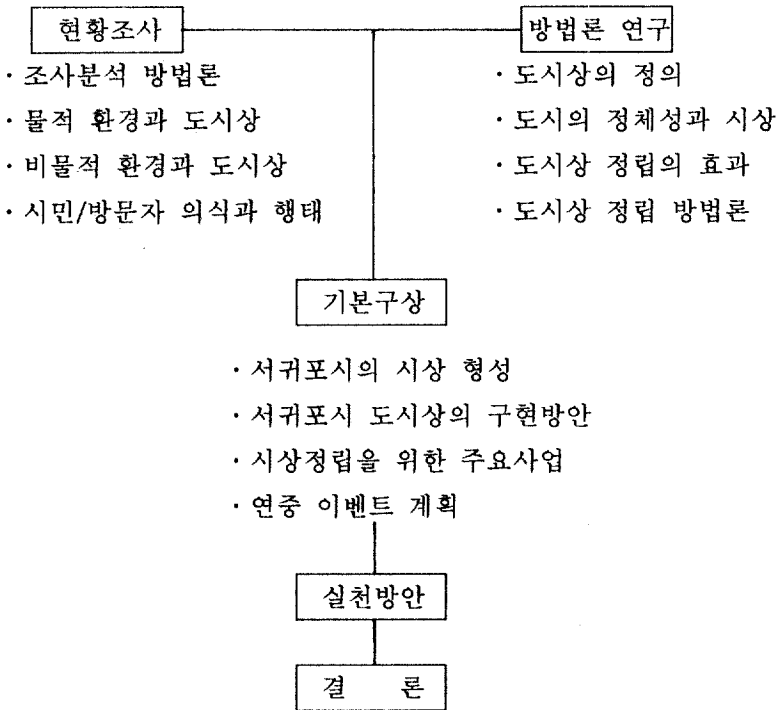 현황조사
방법론 연구
· 조사분석 방법론
· 물적 환경과 도시상
· 비물적 환경과 도시상
· 시민/방문자 의식과 행태
· 도시상의 정의
· 도시의 정체성과 시상
· 도시상 정립의 효과
· 도시상 정립 방법론
기본구상
· 서귀포시의 시상 형성
· 서귀포시 도시상의 구현방안
· 시상정립을 위한 주요사업
· 연중 이벤트 계획
실천방안
결 론